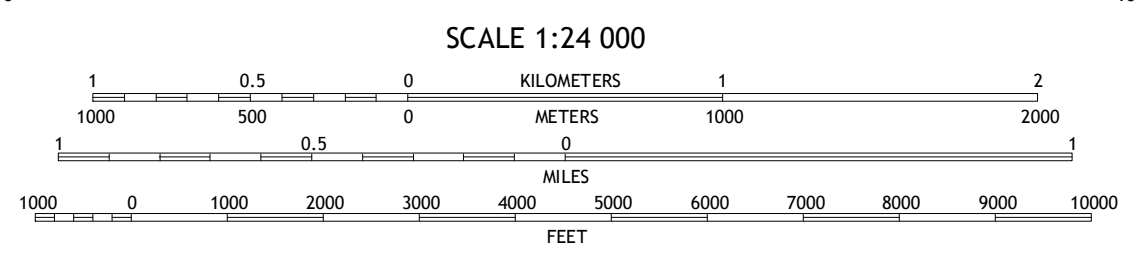 SCALE 1:24 000
1 0.5 0 KILOMETERS 1 2
1000 500 0 METERS 1000 2000
1 0.5 0 1
MILES
1000 0 1000 2000 3000 4000 5000 6000 7000 8000 9000 10000
FEET